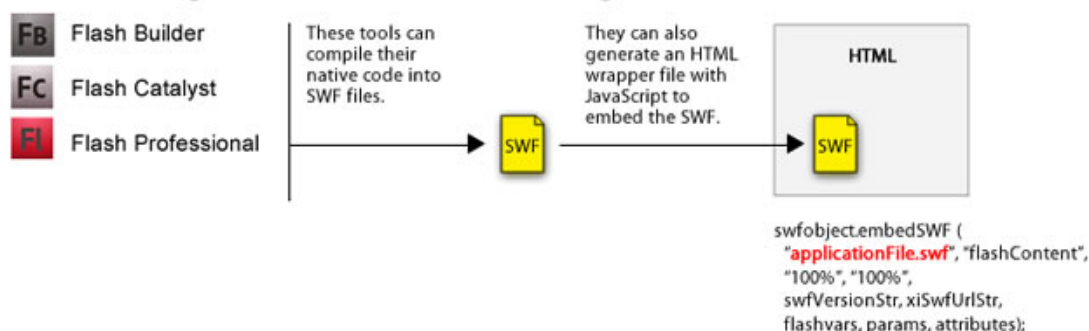 FB Flash Builder
FC Flash Catalyst
Fl Flash Professional
These tools can
compile their
native code into
SWF files.
SWF
They can also
generate an HTML
wrapper file with
JavaScript to
embed the SWF.
HTML
SWF
swfobject.embedSWF (
"applicationFile.swf", "flashContent",
"100%", "100%",
swfVersionStr, xiSwfUrlStr,
flashvars, params, attributes);